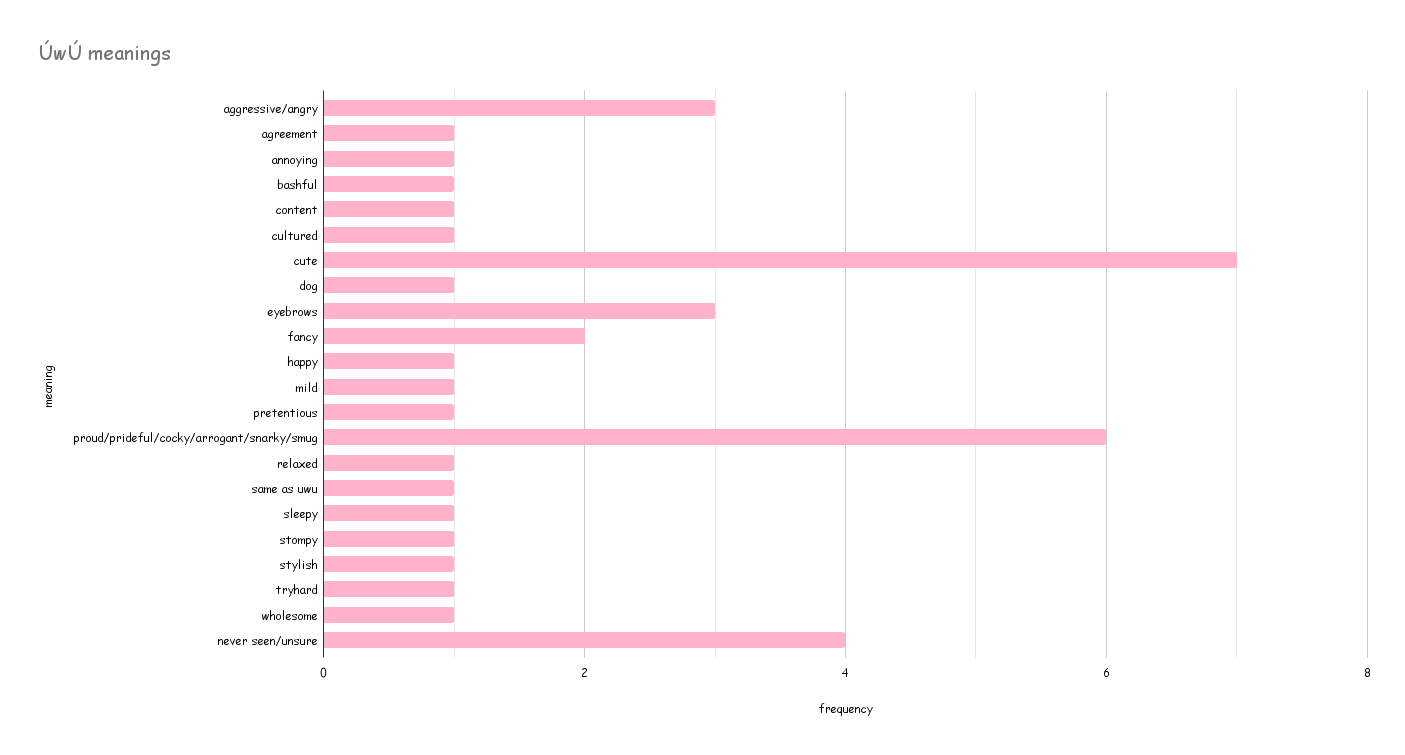 ÚwÚ meanings
aggressive/angry
agreement
annoying
bashful
content
cultured
cute
dog
eyebrows
fancy
happy
mild
pretentious
proud/prideful/cocky/arrogant/snarky/smug
relaxed
same as uwu
sleepy
stompy
stylish
tryhard
wholesome
never seen/unsure
meaning
0 2 4 6 8
frequency